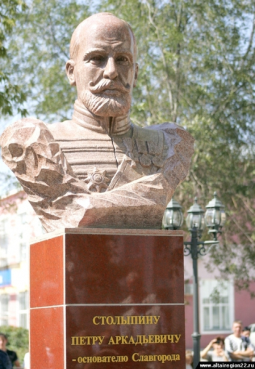 СТОЛЫПИНУ
ПЕТРУ АРКАДЬЕВИЧУ
- основателю Славгорода
www.altairegion22.ru